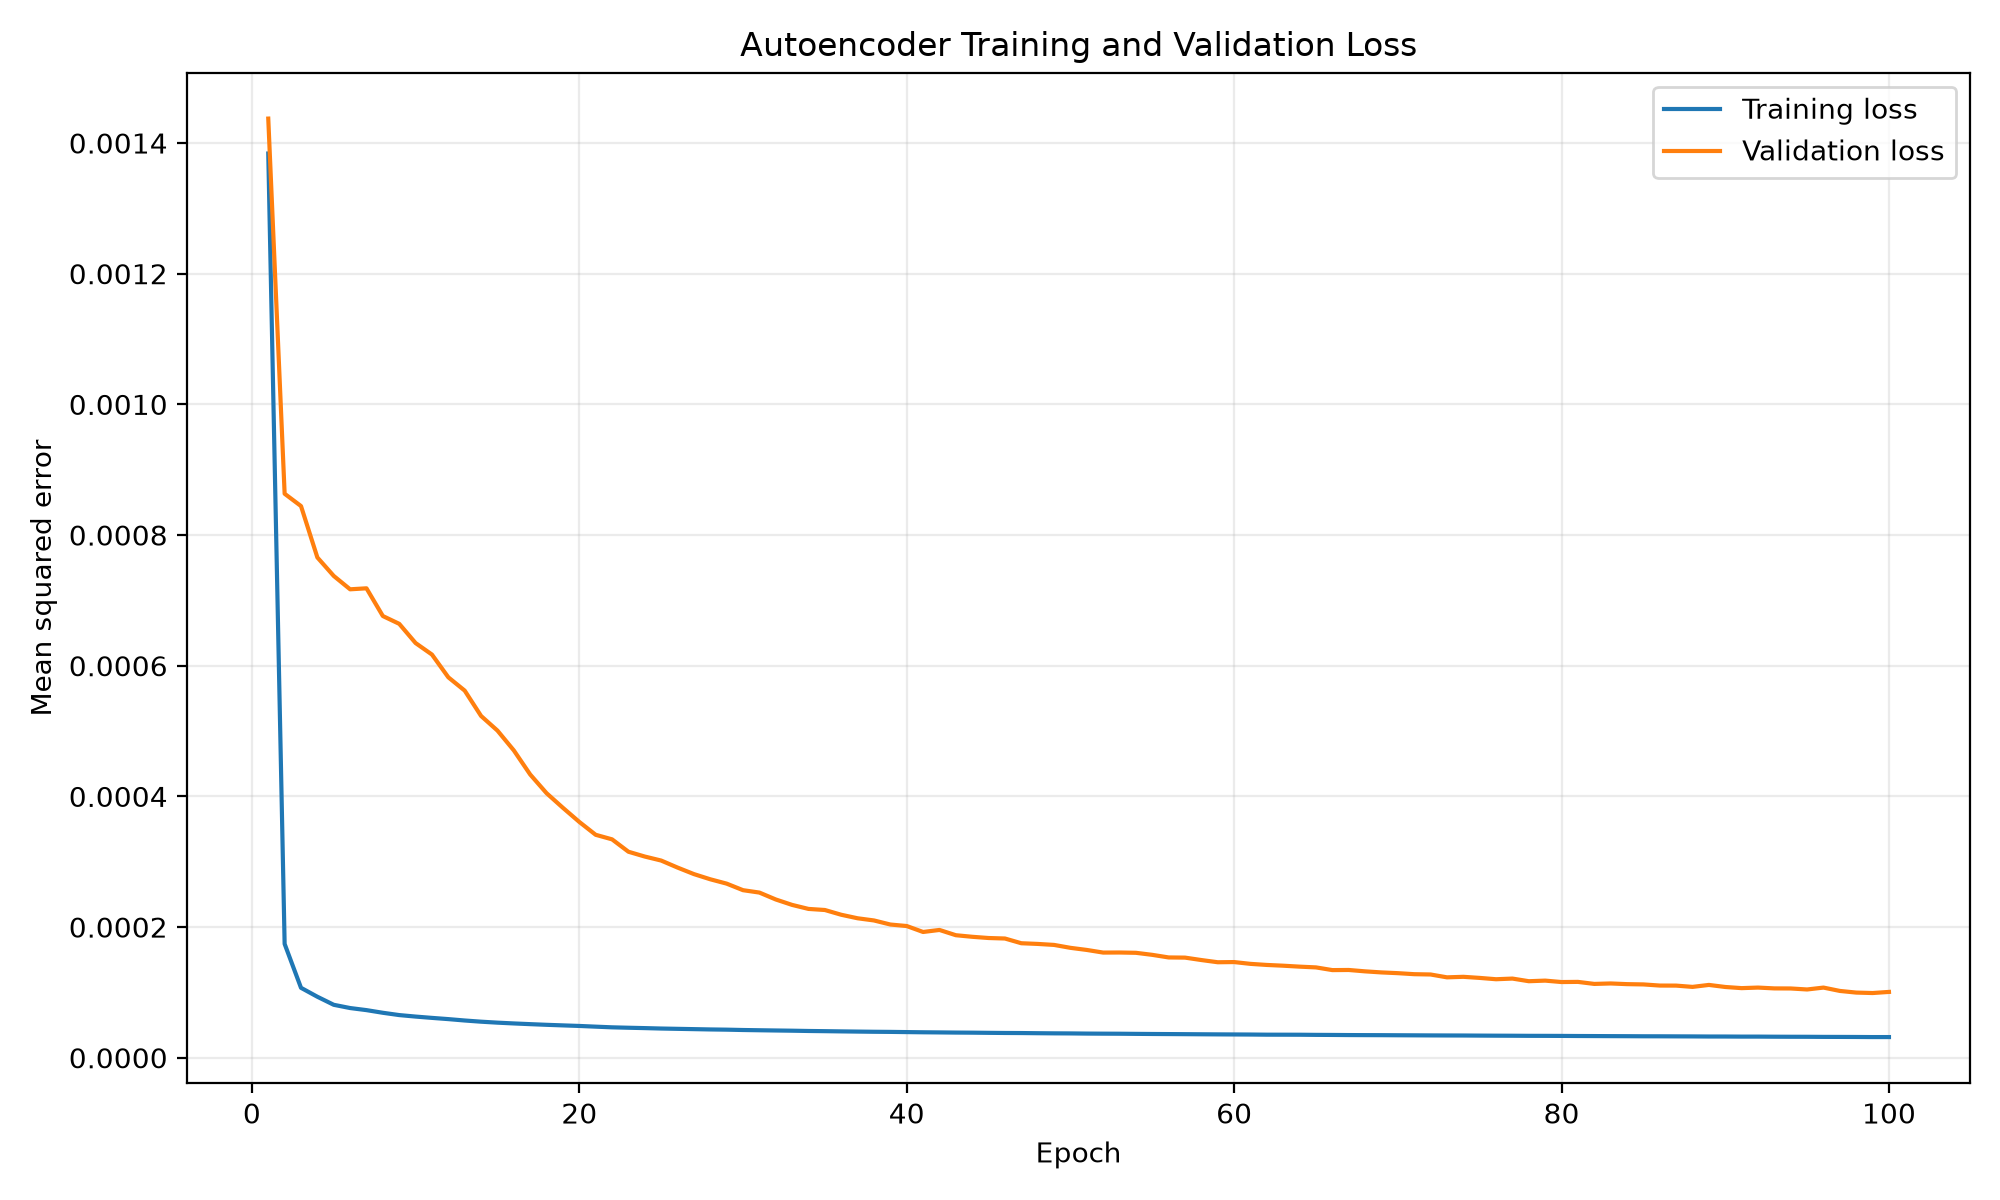 Autoencoder Training and Validation Loss
Training loss
Validation loss
Mean squared error
0.0014
0.0012
0.0010
0.0008
0.0006
0.0004
0.0002
0.0000
0
20
40
60
80
100
Epoch